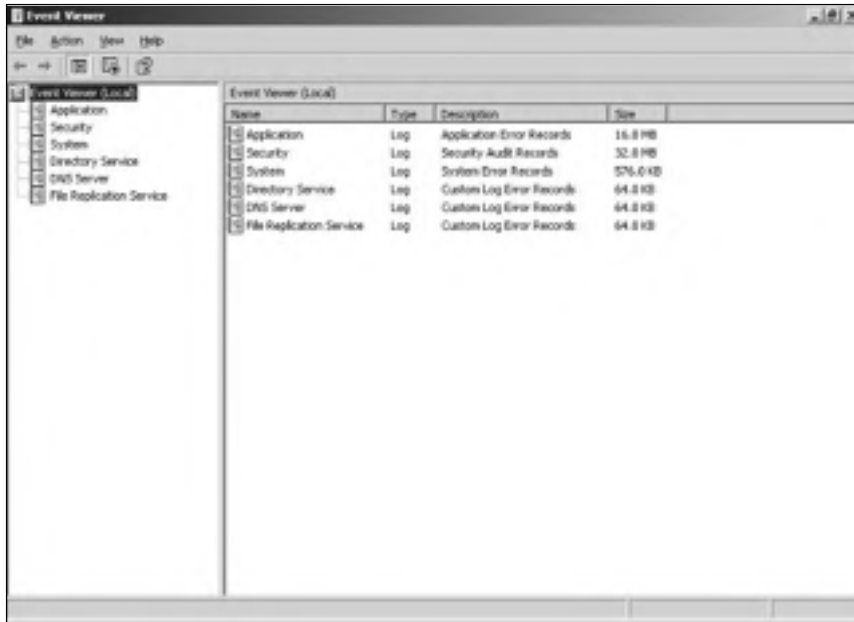 Event Viewer
File Action View Help
Event Viewer (Local)
Application
Security
System
Directory Service
DNS Server
File Replication Service
Event Viewer (Local)
Name Type Description Size
Application Log Application Error Records 16.0 MB
Security Log Security Audit Records 32.0 MB
System Log System Error Records 576.0 KB
Directory Service Log Custom Log Error Records 64.0 KB
DNS Server Log Custom Log Error Records 64.0 KB
File Replication Service Log Custom Log Error Records 64.0 KB